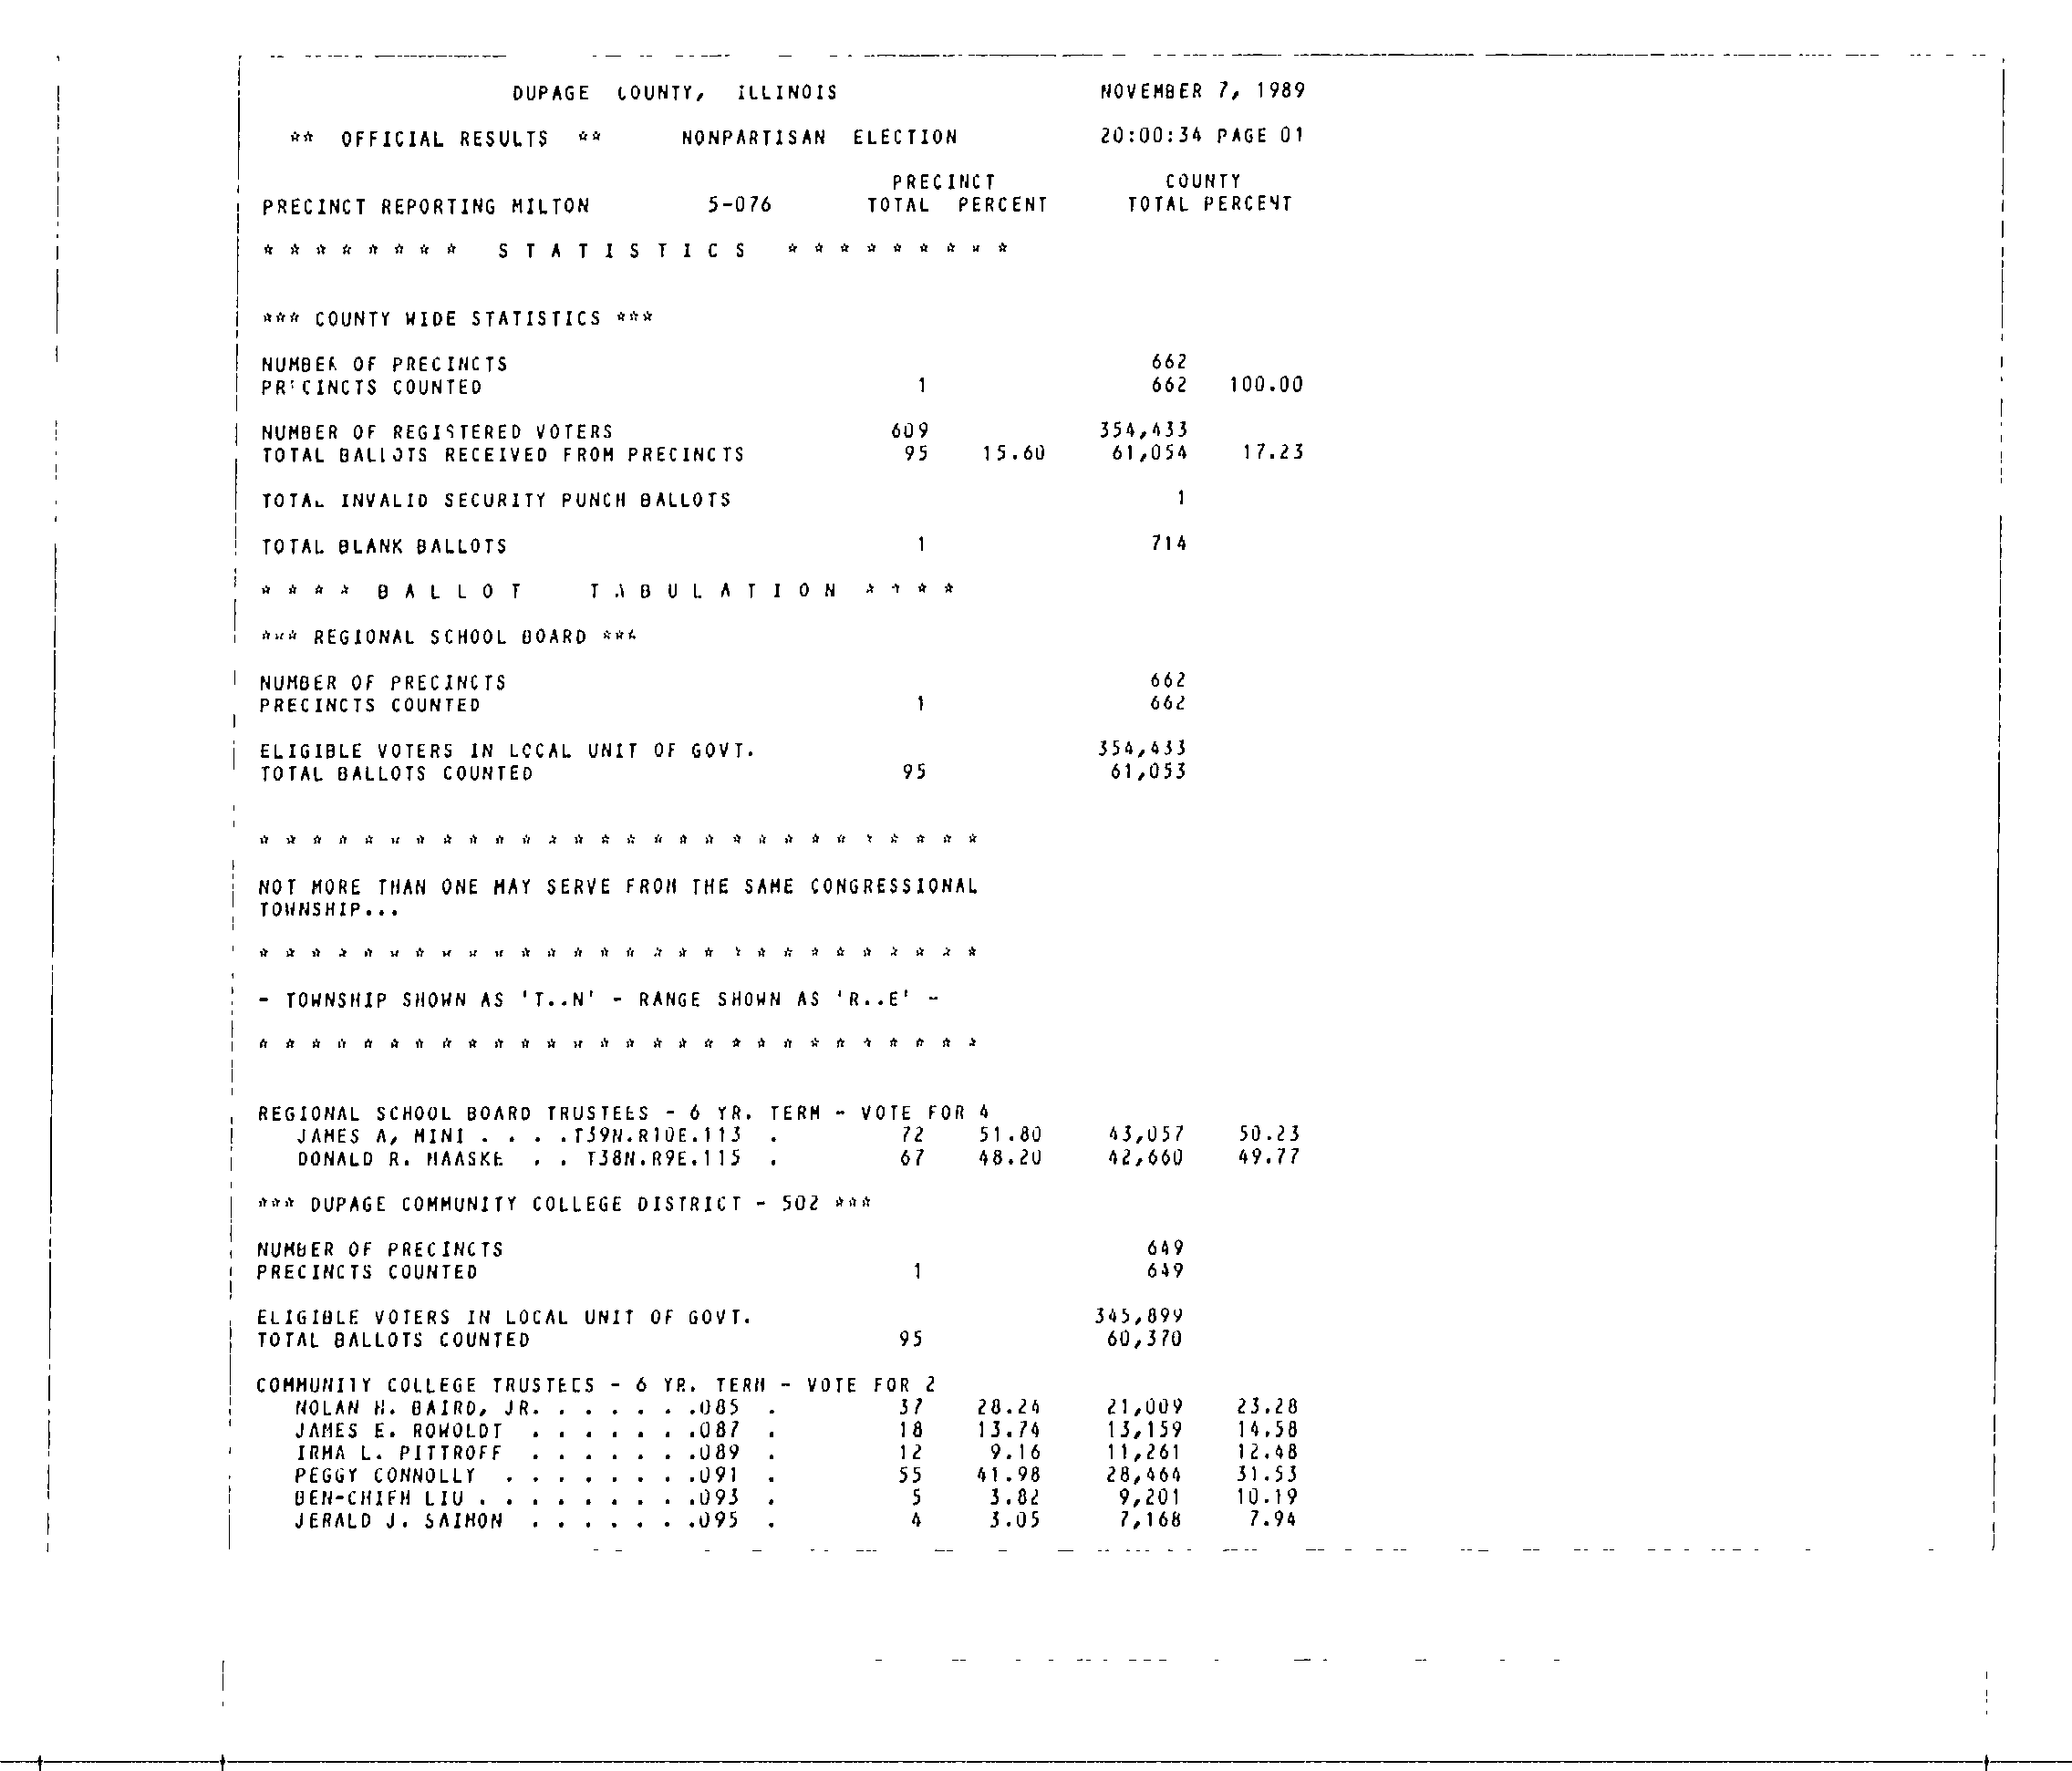 DUPAGE COUNTY, ILLINOIS NOVEMBER 7, 1989
** OFFICIAL RESULTS ** NONPARTISAN ELECTION 20:00:34 PAGE 01
PRECINCT COUNTY
PRECINCT REPORTING MILTON 5-076 TOTAL PERCENT TOTAL PERCENT
* * * * * * * * S T A T I S T I C S * * * * * * * * *
*** COUNTY WIDE STATISTICS ***
NUMBER OF PRECINCTS 662
PRECINCTS COUNTED 1 662 100.00
NUMBER OF REGISTERED VOTERS 609 354,433
TOTAL BALLOTS RECEIVED FROM PRECINCTS 95 15.60 61,054 17.23
TOTAL INVALID SECURITY PUNCH BALLOTS 1
TOTAL BLANK BALLOTS 1 714
* * * * B A L L O T T A B U L A T I O N * * * *
*** REGIONAL SCHOOL BOARD ***
NUMBER OF PRECINCTS 662
PRECINCTS COUNTED 1 662
ELIGIBLE VOTERS IN LOCAL UNIT OF GOVT. 354,433
TOTAL BALLOTS COUNTED 95 61,053
* * * * * * * * * * * * * * * * * * * * * * * * * * * *
NOT MORE THAN ONE MAY SERVE FROM THE SAME CONGRESSIONAL
TOWNSHIP...
* * * * * * * * * * * * * * * * * * * * * * * * * * * *
- TOWNSHIP SHOWN AS 'T..N' - RANGE SHOWN AS 'R..E' -
* * * * * * * * * * * * * * * * * * * * * * * * * * * *
REGIONAL SCHOOL BOARD TRUSTEES - 6 YR. TERM - VOTE FOR 4
JAMES A, MINI . . . .T39N.R10E.113 . 72 51.80 43,057 50.23
DONALD R. HAASKE . . T38N.R9E.115 . 67 48.20 42,660 49.77
*** DUPAGE COMMUNITY COLLEGE DISTRICT - 502 ***
NUMBER OF PRECINCTS 649
PRECINCTS COUNTED 1 649
ELIGIBLE VOTERS IN LOCAL UNIT OF GOVT. 345,899
TOTAL BALLOTS COUNTED 95 60,370
COMMUNITY COLLEGE TRUSTEES - 6 YR. TERM - VOTE FOR 2
NOLAN H. BAIRD, JR. . . . . . .085 . 37 28.24 21,009 23.28
JAMES E. ROWOLDT . . . . . . .087 . 18 13.74 13,159 14.58
IRMA L. PITTROFF . . . . . . .089 . 12 9.16 11,261 12.48
PEGGY CONNOLLY . . . . . . . .091 . 55 41.98 28,464 31.53
BEN-CHIEH LIU . . . . . . . . .093 . 5 3.82 9,201 10.19
JERALD J. SAIMON . . . . . . .095 . 4 3.05 7,168 7.94